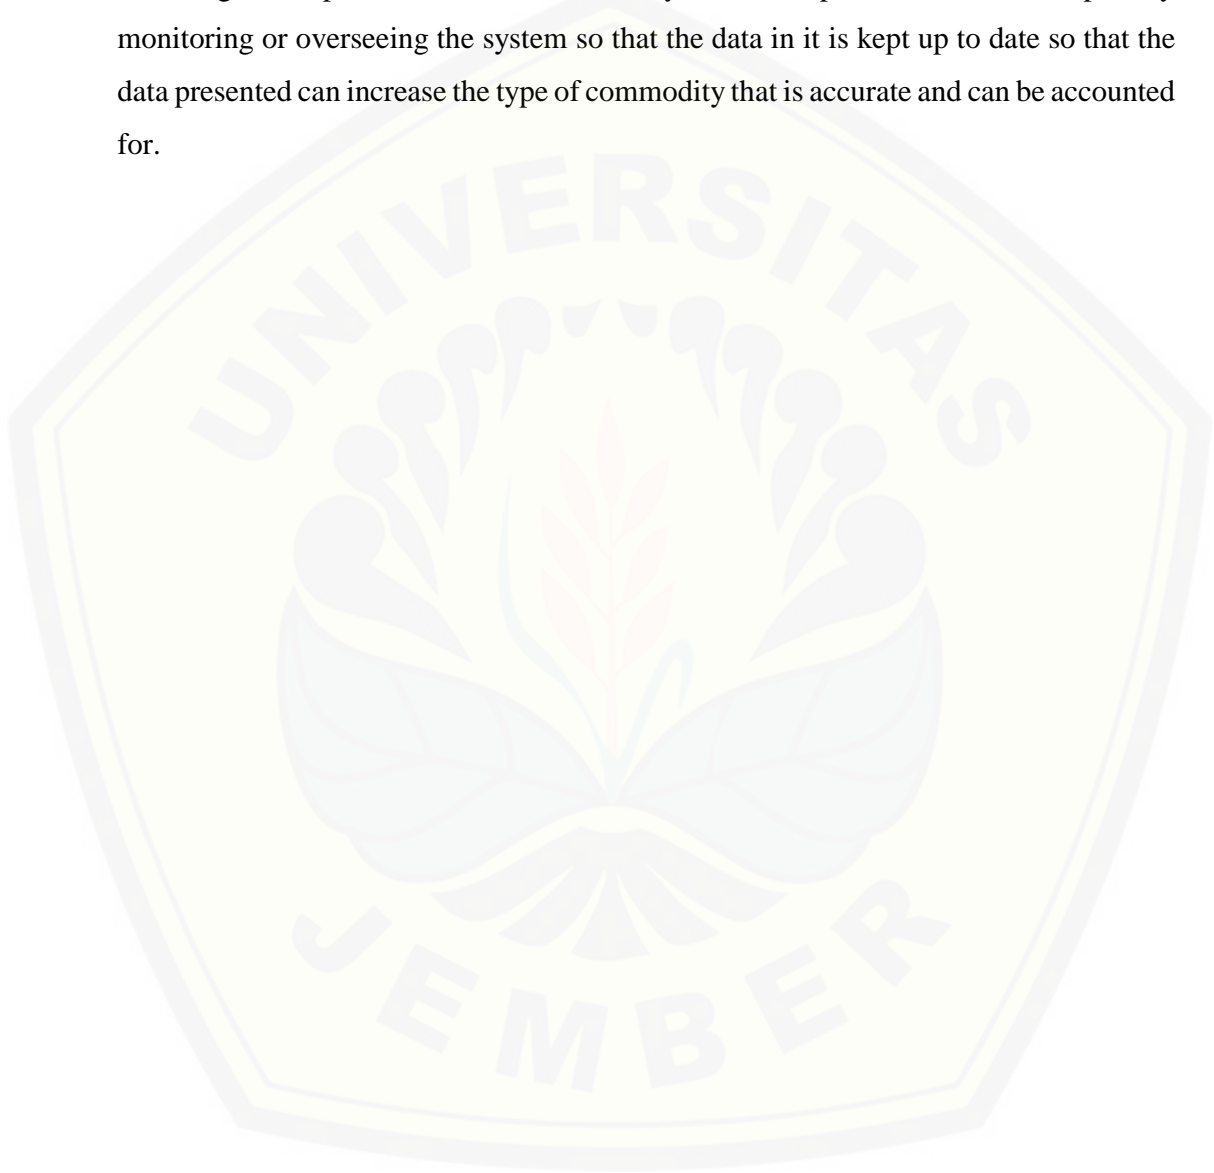 monitoring or overseeing the system so that the data in it is kept up to date so that the
data presented can increase the type of commodity that is accurate and can be accounted
for.
UNIVERSITAS
JEMBER